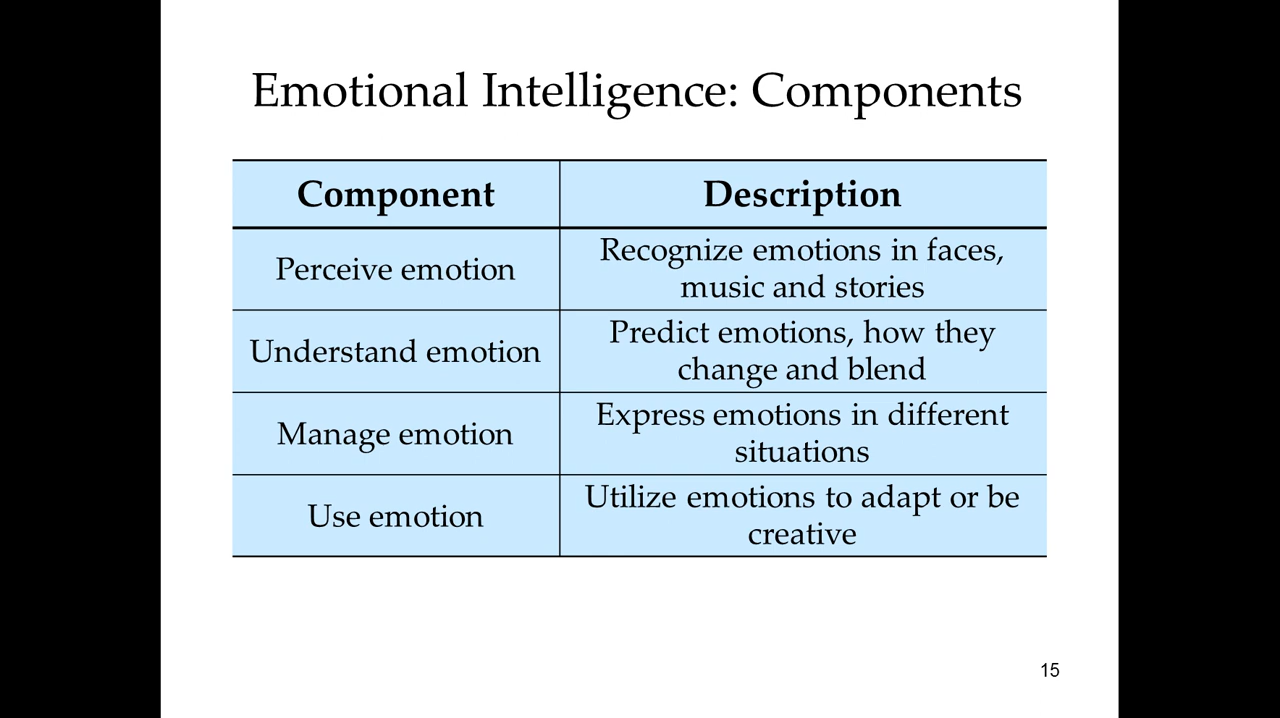 Emotional Intelligence: Components
Component
Description
Perceive emotion
Recognize emotions in faces,
music and stories
Understand emotion
Predict emotions, how they
change and blend
Manage emotion
Express emotions in different
situations
Use emotion
Utilize emotions to adapt or be
creative
15